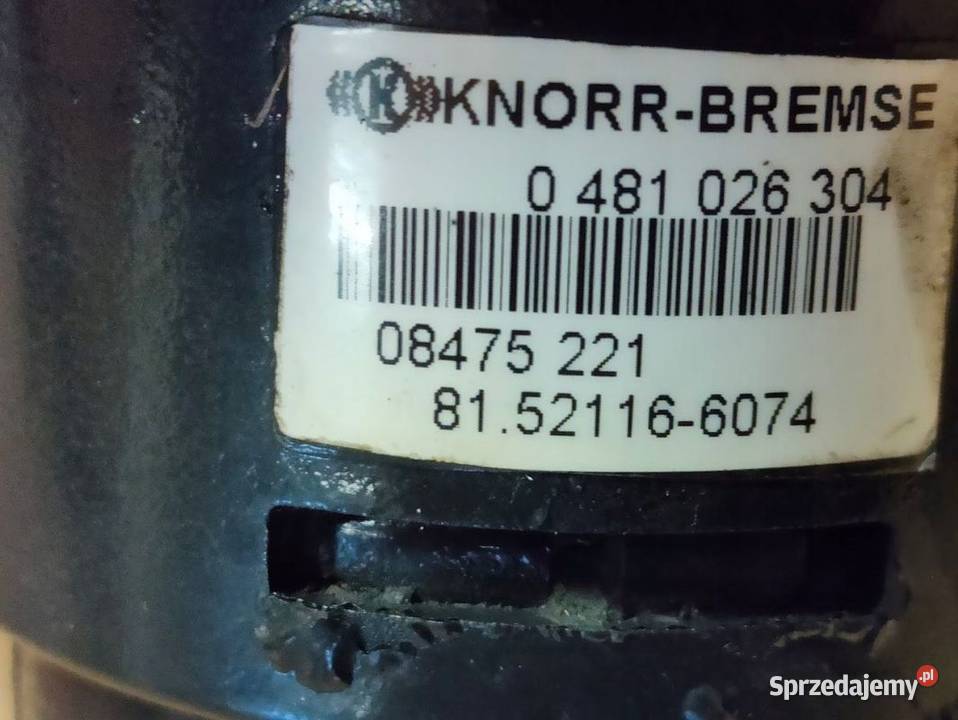 K KNORR-BREMSE
0 481 026 304
08475 221
81.52116-6074
Sprzedajemy.pl